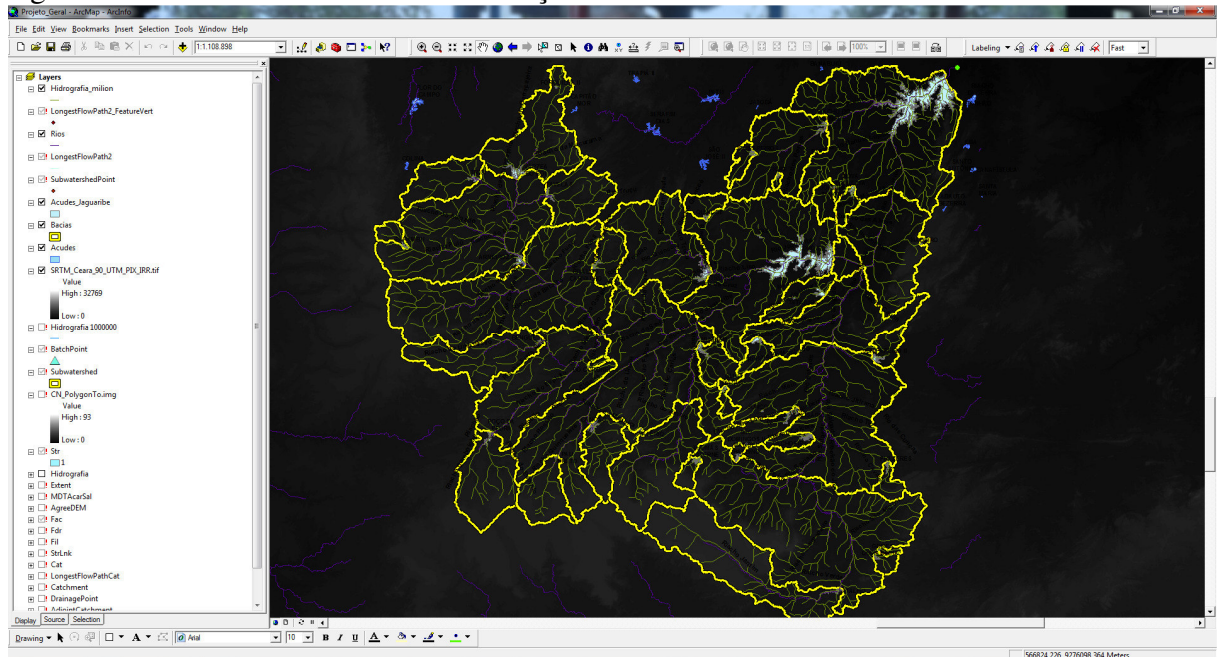 Projeto_Geral - ArcMap - ArcInfo
File Edit View Bookmarks Insert Selection Tools Window Help
1:1.108.898
100%
Labeling
Fast
Layers
Hidrografia_milion
LongestFlowPath2_FeatureVert
Rios
LongestFlowPath2
SubwatershedPoint
Acudes_Jaguaribe
Bacias
Acudes
SRTM_Ceara_90_UTM_PIX_IRR.tif
Value
High : 32769
Low : 0
Hidrografia 1000000
BatchPoint
Subwatershed
CN_PolygonTo.img
Value
High : 93
Low : 0
Str
1
Hidrografia
Extent
MDTAcarSal
AgreeDEM
Fac
Fdr
Fil
StrLnk
Cat
LongestFlowPathCat
Catchment
DrainagePoint
AdjointCatchment
Display Source Selection
Drawing
Arial
10
B I U A
566824,226 9276098,364 Meters